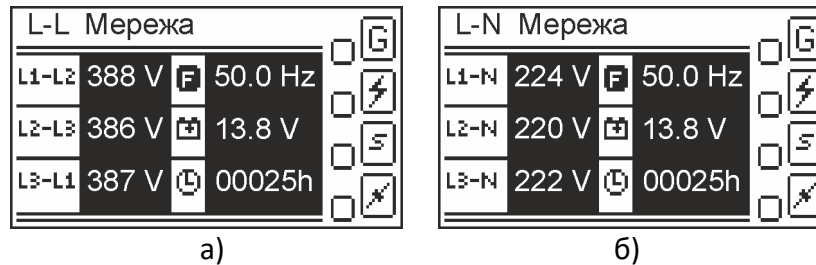 L-L Мережа
L1-L2 388 V F 50.0 Hz
L2-L3 386 V 13.8 V
L3-L1 387 V 00025h
G
S
а)
L-N Мережа
L1-N 224 V F 50.0 Hz
L2-N 220 V 13.8 V
L3-N 222 V 00025h
G
S
б)